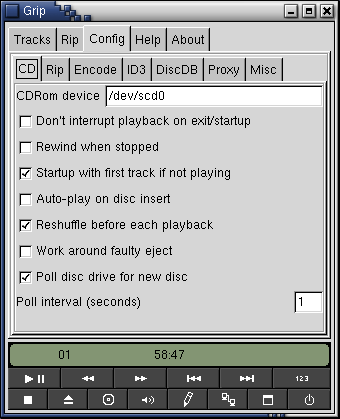 Grip
Tracks Rip Config Help About
CD Rip Encode ID3 DiscDB Proxy Misc
CDRom device /dev/scd0
Don't interrupt playback on exit/startup
Rewind when stopped
Startup with first track if not playing
Auto-play on disc insert
Reshuffle before each playback
Work around faulty eject
Poll disc drive for new disc
Poll interval (seconds) 1
01 58:47
123